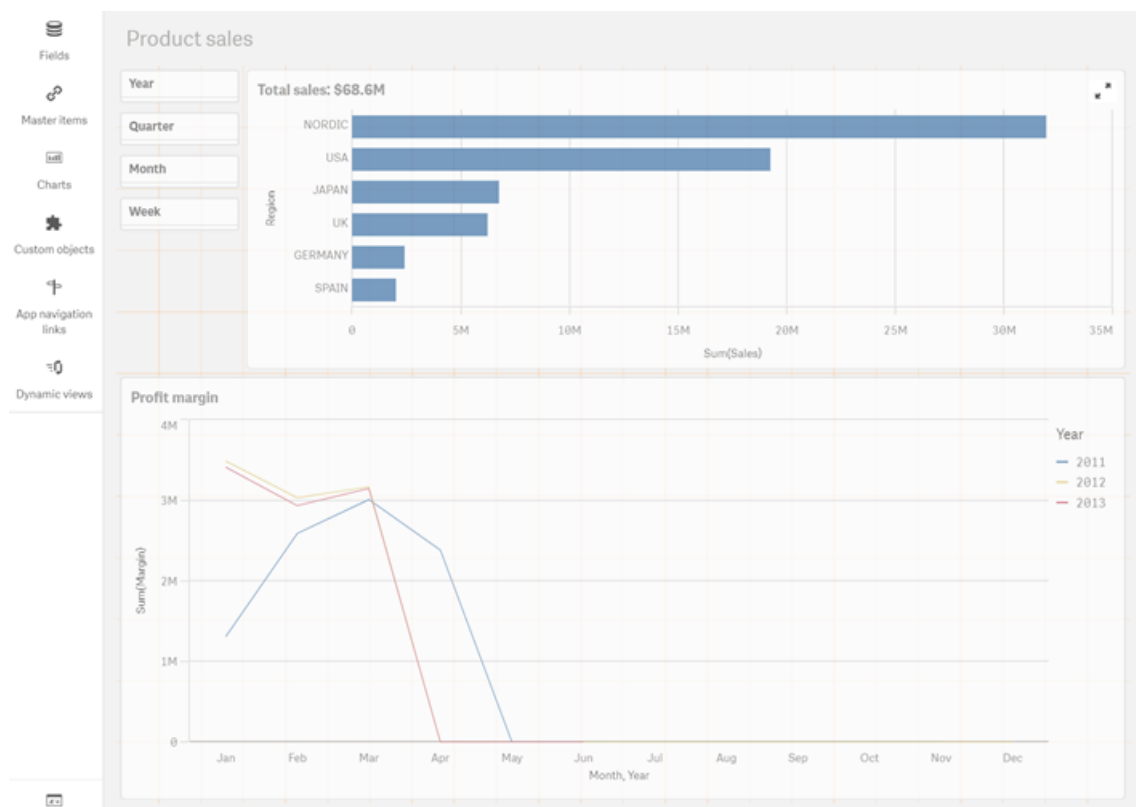 Fields
Master items
Charts
Custom objects
App navigation
links
Dynamic views
Product sales
Year
Quarter
Month
Week
Total sales: $68.6M
Region
NORDIC
USA
JAPAN
UK
GERMANY
SPAIN
0 5M 10M 15M 20M 25M 30M 35M
Sum(Sales)
Profit margin
Sum(Margin)
4M
3M
2M
1M
0
Jan Feb Mar Apr May Jun Jul Aug Sep Oct Nov Dec
Month, Year
Year
2011
2012
2013